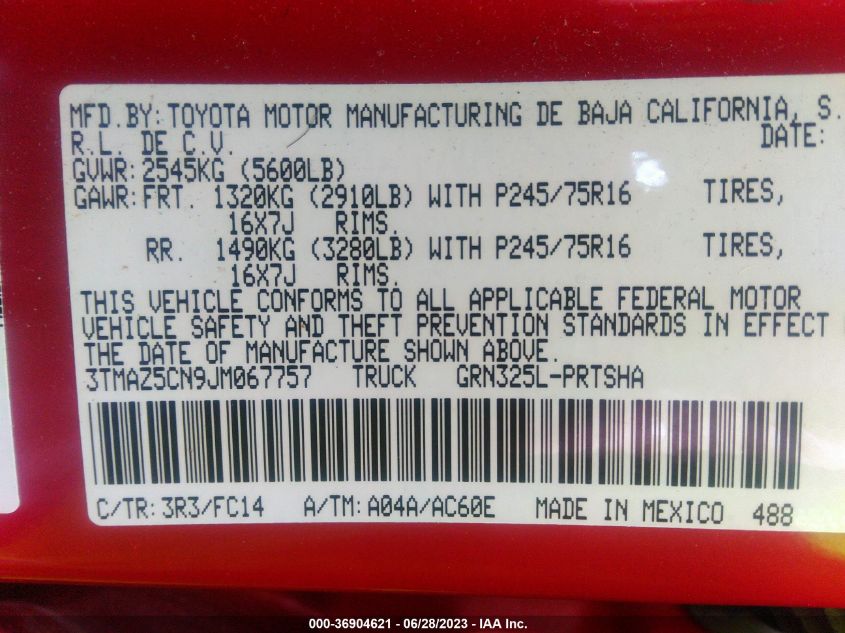 MFD.BY:TOYOTA MOTOR MANUFACTURING DE BAJA CALIFORNIA, S.
R.L. DE C.V. DATE:
GVWR:2545KG (5600LB)
GAWR:FRT. 1320KG (2910LB) WITH P245/75R16 TIRES,
16X7J RIMS.
RR. 1490KG (3280LB) WITH P245/75R16 TIRES,
16X7J RIMS.
THIS VEHICLE CONFORMS TO ALL APPLICABLE FEDERAL MOTOR
VEHICLE SAFETY AND THEFT PREVENTION STANDARDS IN EFFECT
THE DATE OF MANUFACTURE SHOWN ABOVE.
3TMAZ5CN9JM067757 TRUCK GRN325L-PRTSHA
C/TR:3R3/FC14 A/TM:A04A/AC60E MADE IN MEXICO 488
000-36904621 / 06/28/2023 - IAA Inc.